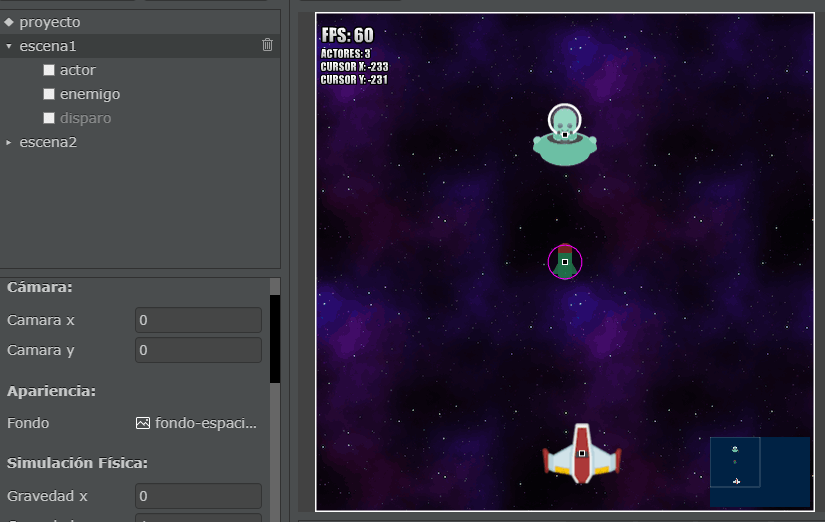 proyecto
escena1
actor
enemigo
disparo
escena2
Cámara:
Camara x 0
Camara y 0
Apariencia:
Fondo fondo-espaci...
Simulación Física:
Gravedad x 0
FPS: 60
ACTORES: 3
CURSOR X: -233
CURSOR Y: -231